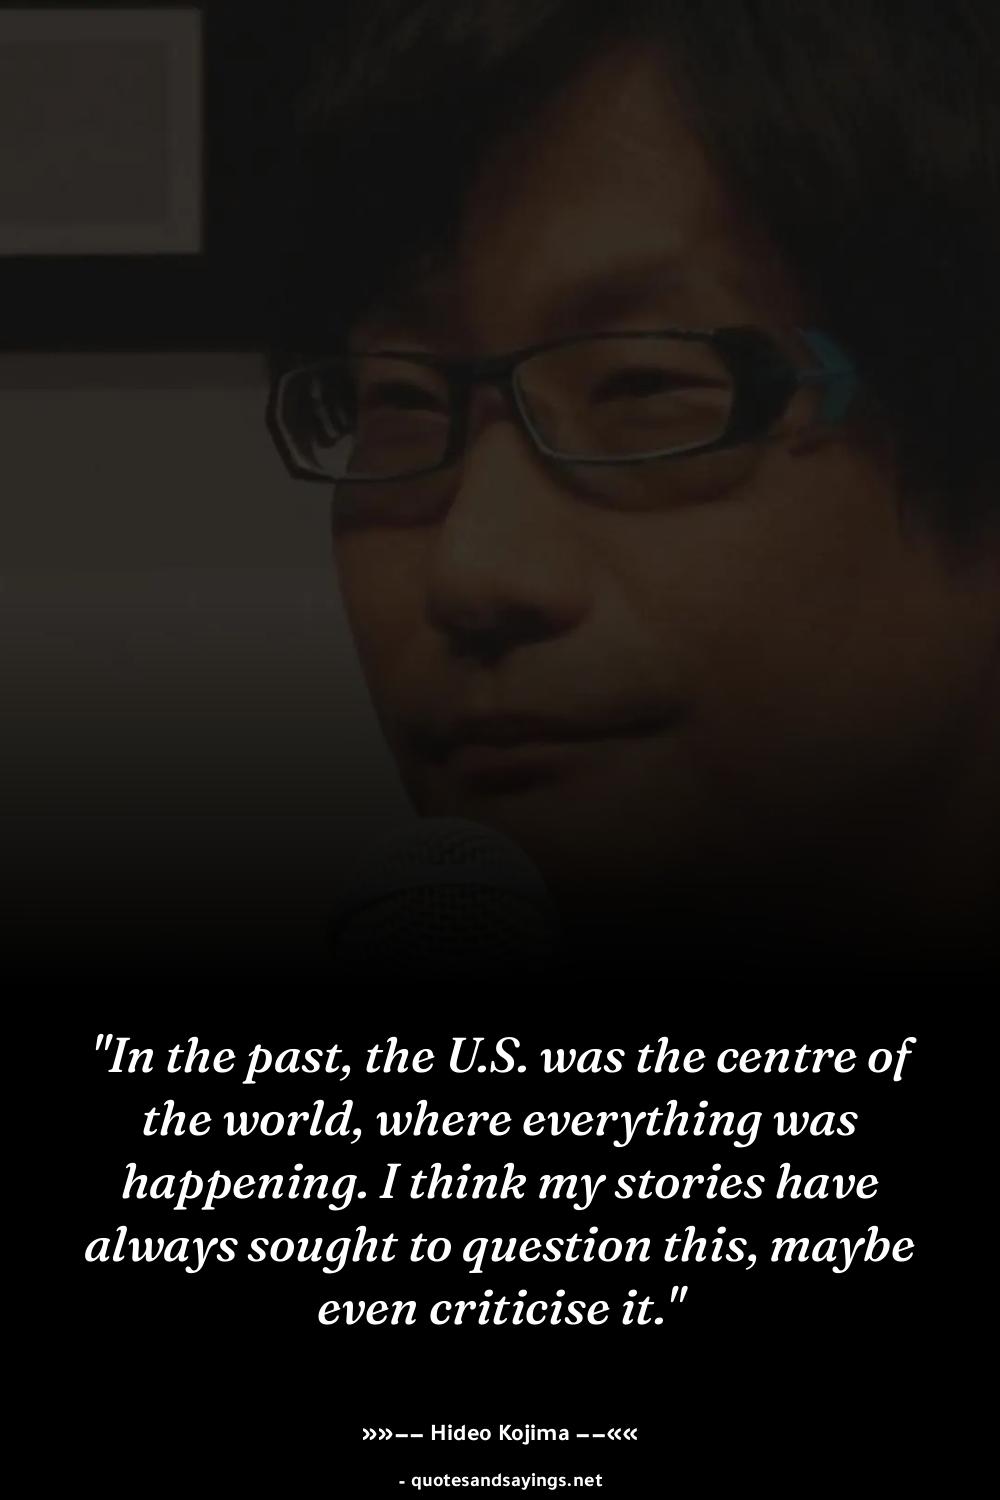 "In the past, the U.S. was the centre of
the world, where everything was
happening. I think my stories have
always sought to question this, maybe
even criticise it."
»»–– Hideo Kojima ––««
- quotesandsayings.net